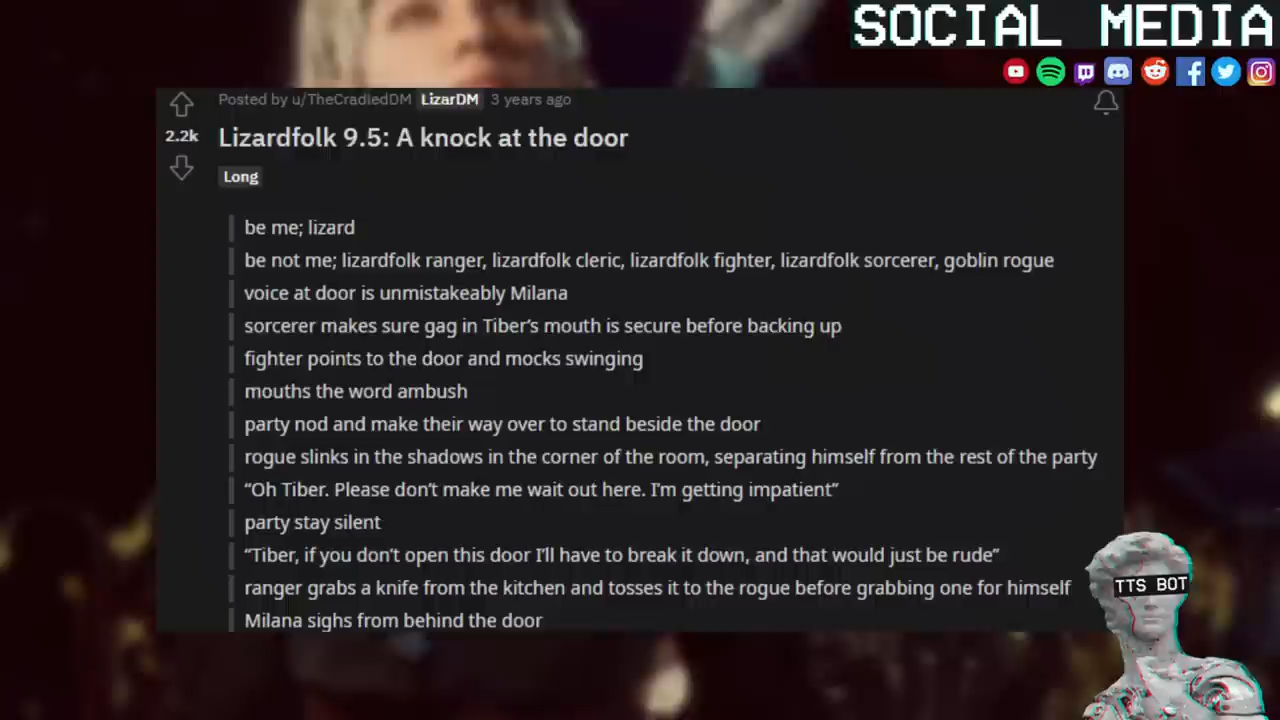 SOCIAL MEDIA
Posted by u/TheCradledDM LizarDM 3 years ago
2.2k
Lizardfolk 9.5: A knock at the door
Long
be me; lizard
be not me; lizardfolk ranger, lizardfolk cleric, lizardfolk fighter, lizardfolk sorcerer, goblin rogue
voice at door is unmistakeably Milana
sorcerer makes sure gag in Tiber’s mouth is secure before backing up
fighter points to the door and mocks swinging
mouths the word ambush
party nod and make their way over to stand beside the door
rogue slinks in the shadows in the corner of the room, separating himself from the rest of the party
“Oh Tiber. Please don’t make me wait out here. I’m getting impatient”
party stay silent
“Tiber, if you don’t open this door I’ll have to break it down, and that would just be rude”
ranger grabs a knife from the kitchen and tosses it to the rogue before grabbing one for himself
Milana sighs from behind the door
TTS BOT